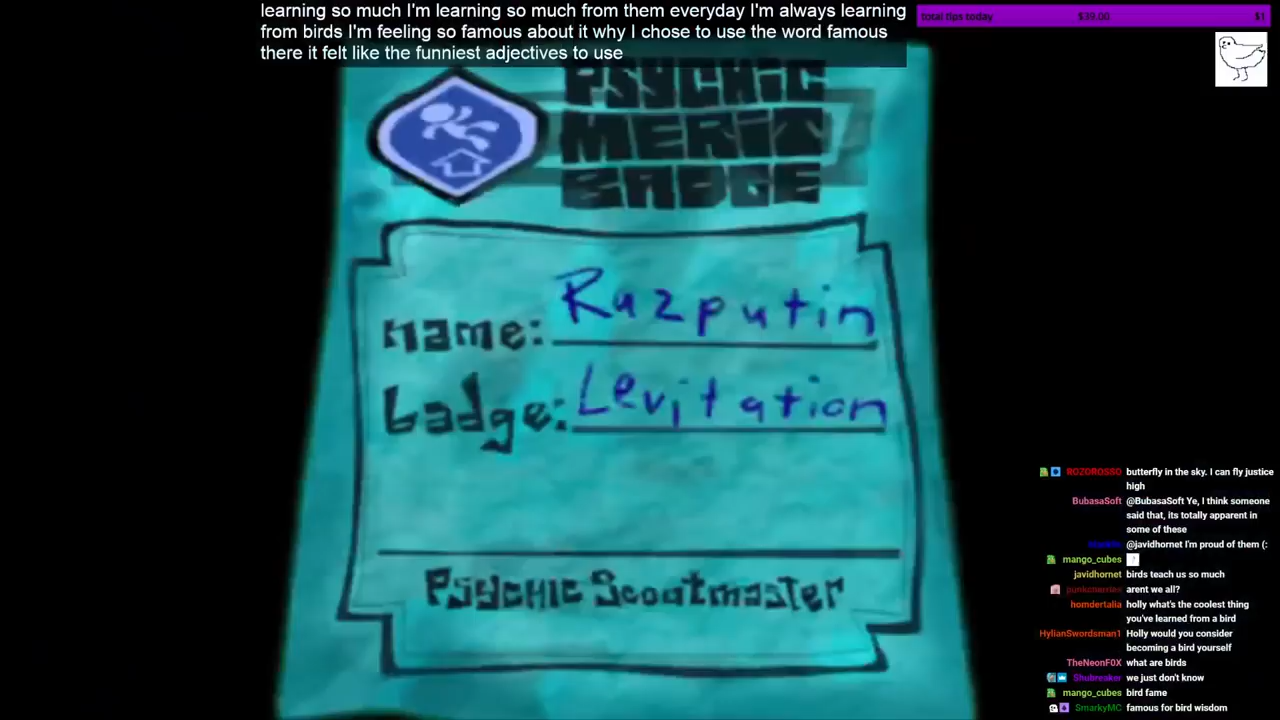 learning so much I'm learning so much from them everyday I'm always learning
from birds I'm feeling so famous about it why I chose to use the word famous
there it felt like the funniest adjectives to use
total tips today $39.00 $1
PSYCHIC
MERIT
BADGE
name: Razputin
badge: Levitation
Psychic Scoutmaster
ROZOROSSO butterfly in the sky. I can fly justice
high
BubasaSoft @BubasaSoft Ye, I think someone
said that, its totally apparent in
some of these
@javidhornet I'm proud of them (:
mango_cubes
javidhornet birds teach us so much
arent we all?
homdertalia holly what's the coolest thing
you've learned from a bird
HylianSwordsman1 Holly would you consider
becoming a bird yourself
TheNeonF0X what are birds
Shubreaker we just don't know
mango_cubes bird fame
SmarkyMC famous for bird wisdom